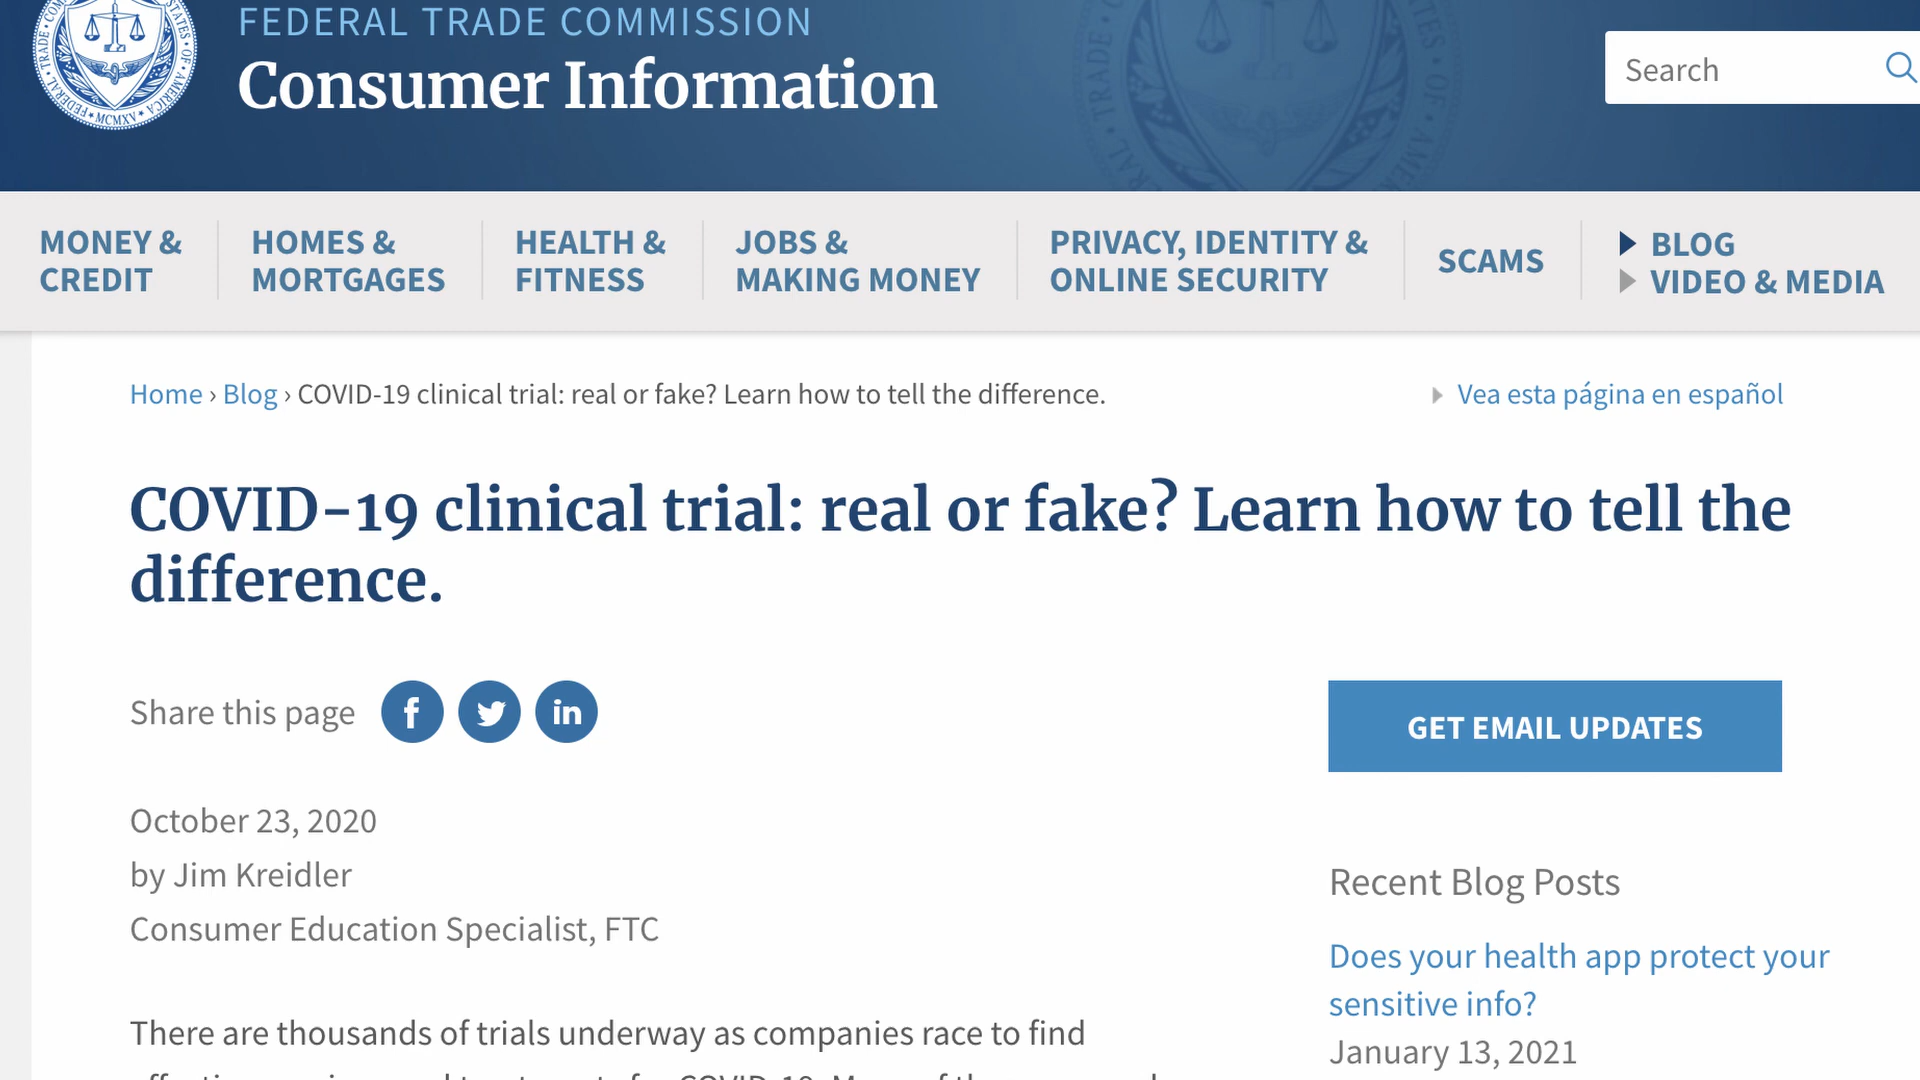 FEDERAL TRADE COMMISSION
Consumer Information
Search
MONEY &
CREDIT
HOMES &
MORTGAGES
HEALTH &
FITNESS
JOBS &
MAKING MONEY
PRIVACY, IDENTITY &
ONLINE SECURITY
SCAMS
BLOG
VIDEO & MEDIA
Home › Blog › COVID-19 clinical trial: real or fake? Learn how to tell the difference.
Vea esta página en español
COVID-19 clinical trial: real or fake? Learn how to tell the
difference.
Share this page
GET EMAIL UPDATES
October 23, 2020
by Jim Kreidler
Consumer Education Specialist, FTC
There are thousands of trials underway as companies race to find
Recent Blog Posts
Does your health app protect your
sensitive info?
January 13, 2021